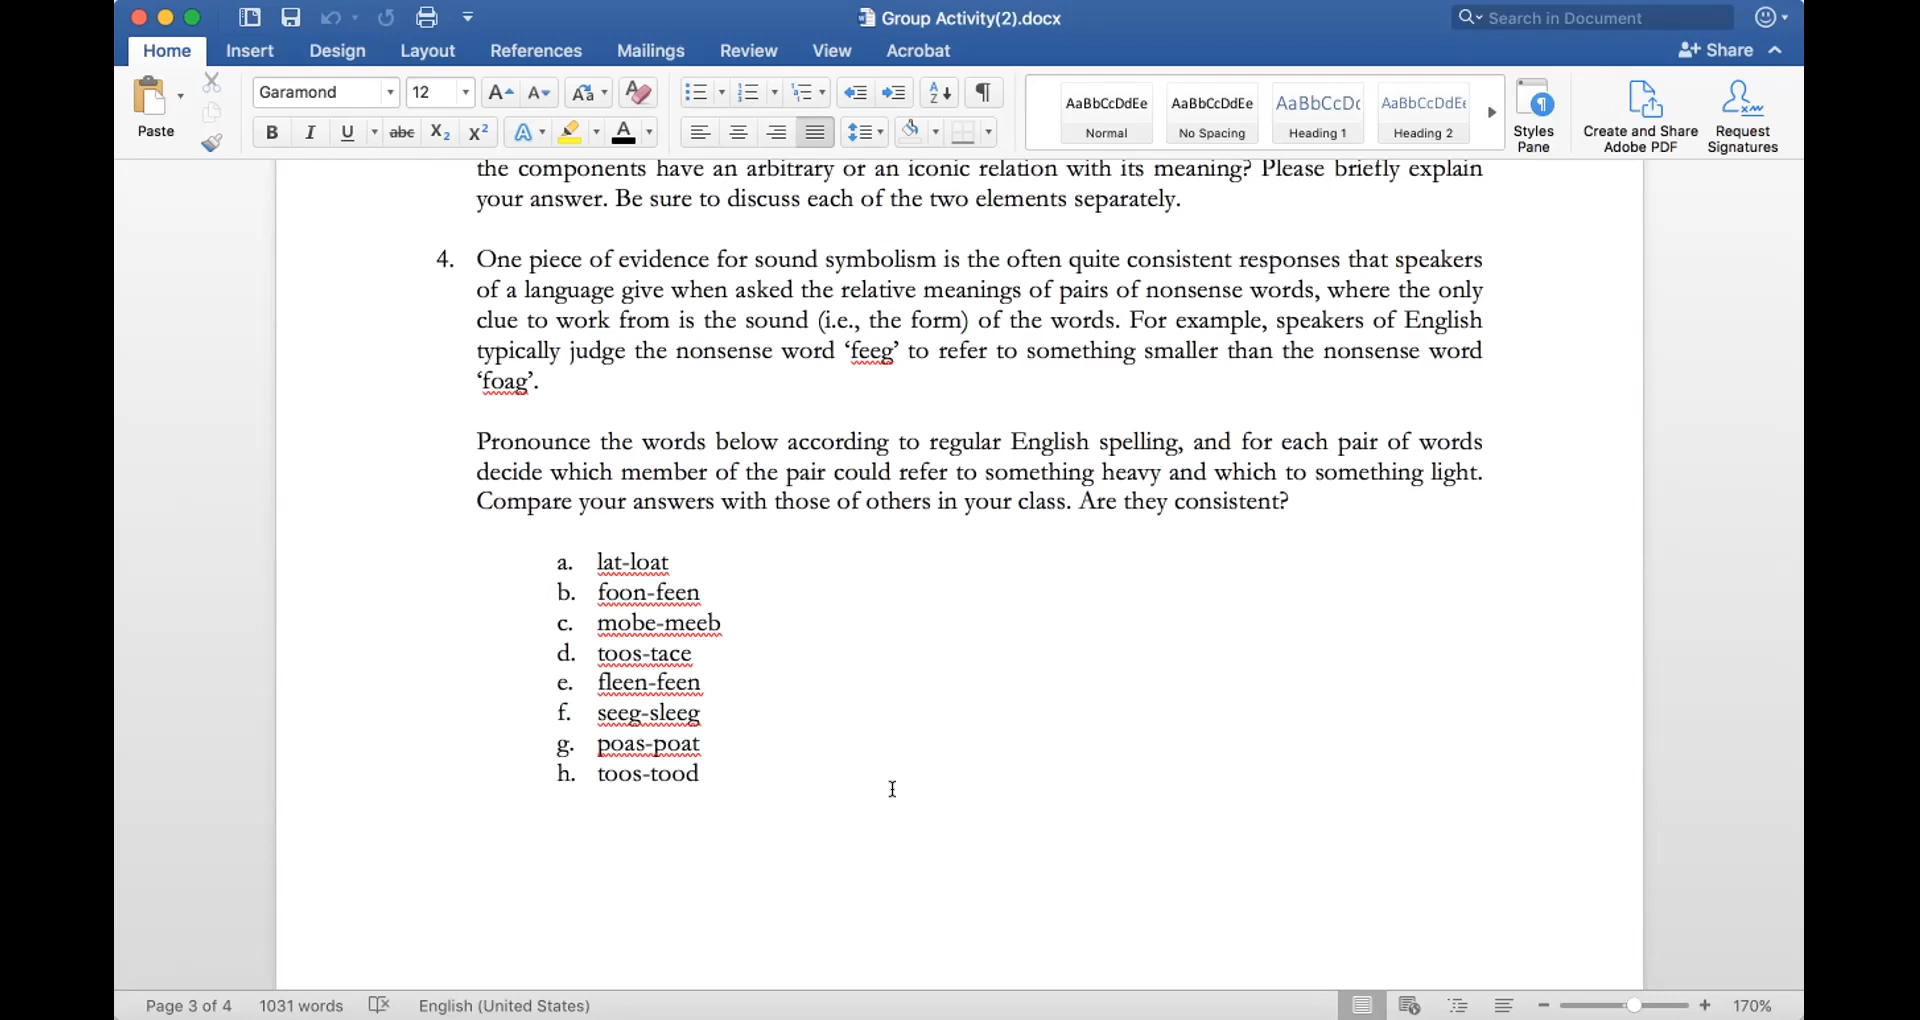 Group Activity(2).docx
Search in Document
Home Insert Design Layout References Mailings Review View Acrobat
Share
Paste
Garamond 12
AaBbCcDdEe AaBbCcDdEe AaBbCcDc AaBbCcDdEe
Normal No Spacing Heading 1 Heading 2
Styles Pane
Create and Share Adobe PDF
Request Signatures
the components have an arbitrary or an iconic relation with its meaning? Please briefly explain
your answer. Be sure to discuss each of the two elements separately.
4. One piece of evidence for sound symbolism is the often quite consistent responses that speakers
of a language give when asked the relative meanings of pairs of nonsense words, where the only
clue to work from is the sound (i.e., the form) of the words. For example, speakers of English
typically judge the nonsense word ‘feeg’ to refer to something smaller than the nonsense word
‘foag’.
Pronounce the words below according to regular English spelling, and for each pair of words
decide which member of the pair could refer to something heavy and which to something light.
Compare your answers with those of others in your class. Are they consistent?
a. lat-loat
b. foon-feen
c. mobe-meeb
d. toos-tace
e. fleen-feen
f. seeg-sleeg
g. poas-poat
h. toos-tood
Page 3 of 4 1031 words English (United States) 170%